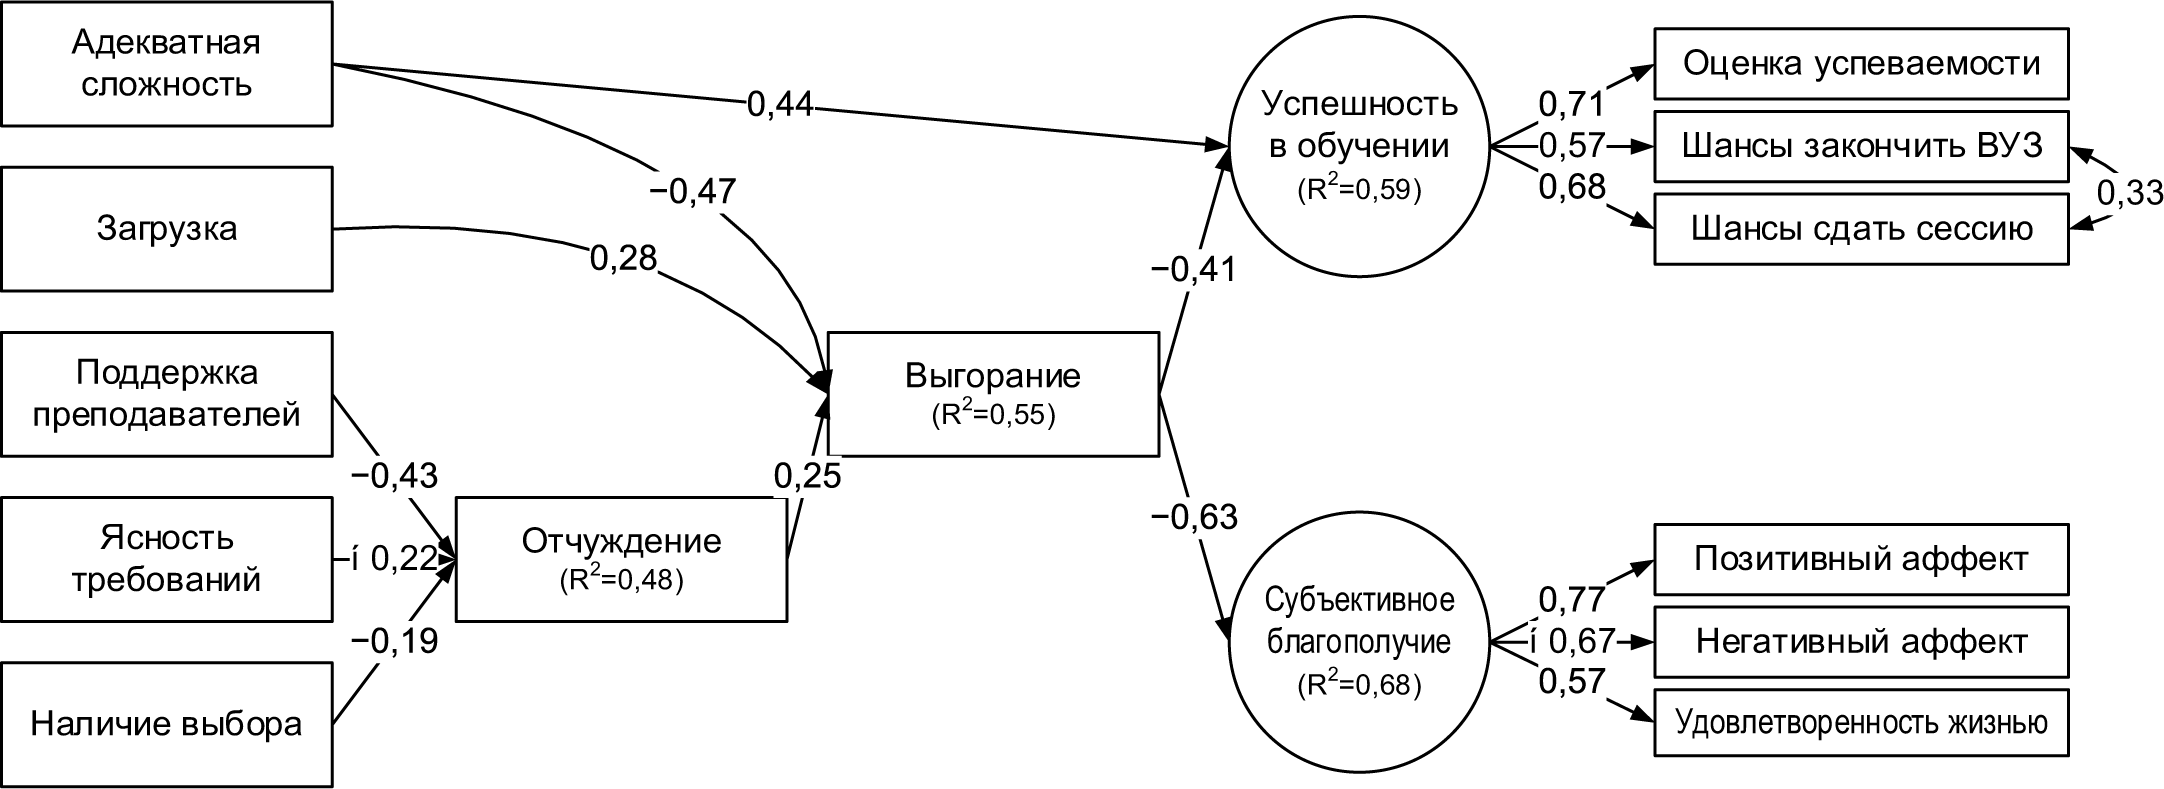 Адекватная
сложность
Загрузка
Поддержка
преподавателей
Ясность
требований
Наличие выбора
0,44
−0,47
0,28
−0,43
í 0,22
−0,19
Отчуждение
(R²=0,48)
0,25
Выгорание
(R²=0,55)
−0,41
−0,63
Успешность
в обучении
(R²=0,59)
Субъективное
благополучие
(R²=0,68)
0,71
0,57
0,68
Оценка успеваемости
Шансы закончить ВУЗ
Шансы сдать сессию
0,33
0,77
í 0,67
0,57
Позитивный аффект
Негативный аффект
Удовлетворенность жизнью